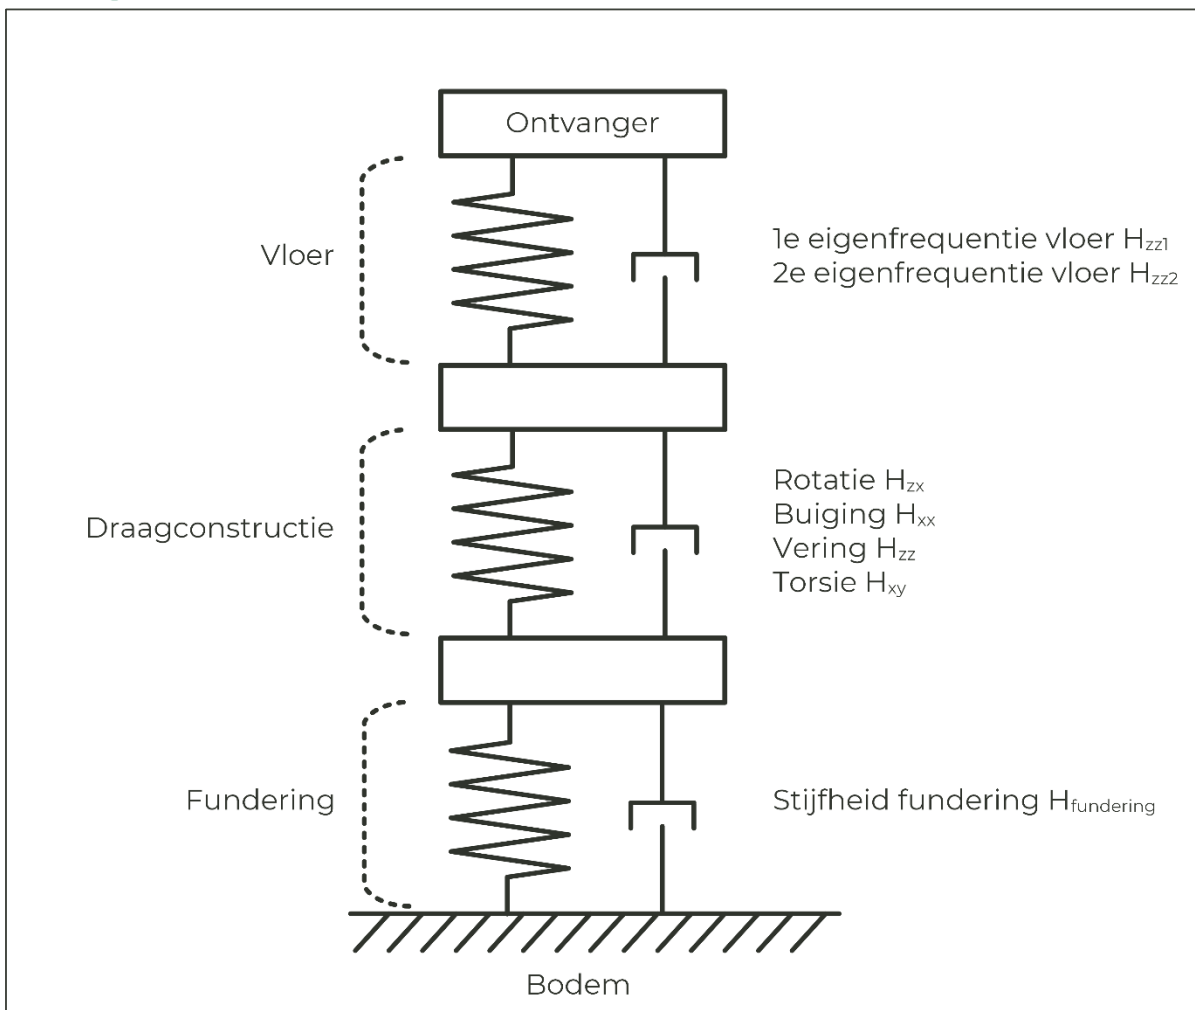 Ontvanger
Vloer
1e eigenfrequentie vloer Hzz1
2e eigenfrequentie vloer Hzz2
Draagconstructie
Rotatie Hzx
Buiging Hxx
Vering Hzz
Torsie Hxy
Fundering
Stijfheid fundering Hfundering
Bodem